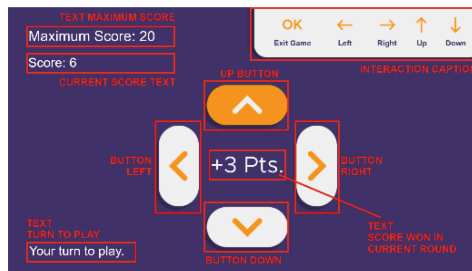 TEXT MAXIMUM SCORE
Maximum Score: 20
Score: 6
CURRENT SCORE TEXT
OK
Exit Game
Left
Right
Up
Down
INTERACTION CAPTION
UP BUTTON
BUTTON
LEFT
+3 Pts.
BUTTON
RIGHT
TEXT
TURN TO PLAY
Your turn to play.
BUTTON DOWN
TEXT
SCORE WON IN
CURRENT ROUND